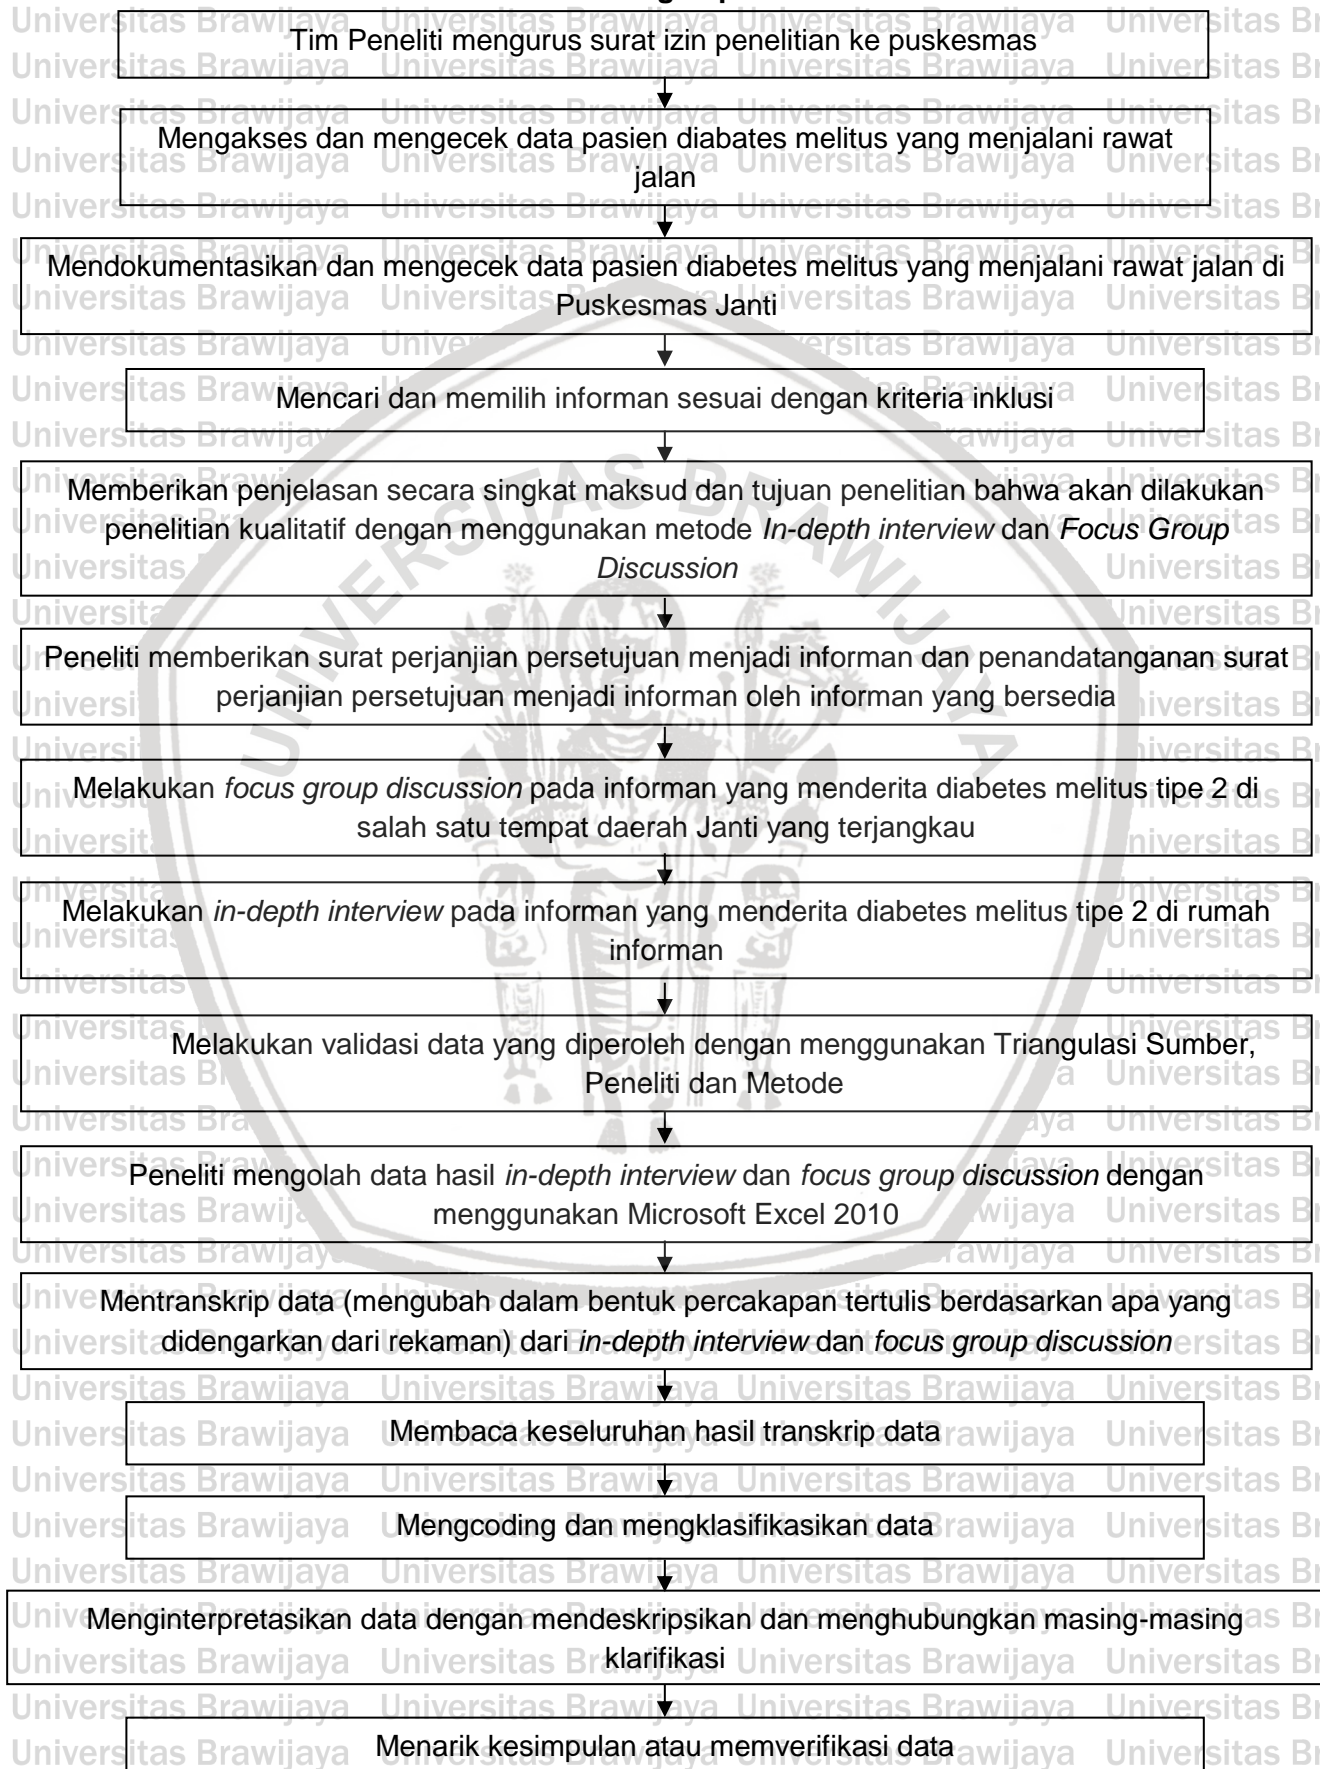 Tim Peneliti mengurus surat izin penelitian ke puskesmas
Mengakses dan mengecek data pasien diabates melitus yang menjalani rawat
jalan
Mendokumentasikan dan mengecek data pasien diabetes melitus yang menjalani rawat jalan di
Puskesmas Janti
Mencari dan memilih informan sesuai dengan kriteria inklusi
Memberikan penjelasan secara singkat maksud dan tujuan penelitian bahwa akan dilakukan
penelitian kualitatif dengan menggunakan metode In-depth interview dan Focus Group
Discussion
Peneliti memberikan surat perjanjian persetujuan menjadi informan dan penandatanganan surat
perjanjian persetujuan menjadi informan oleh informan yang bersedia
Melakukan focus group discussion pada informan yang menderita diabetes melitus tipe 2 di
salah satu tempat daerah Janti yang terjangkau
Melakukan in-depth interview pada informan yang menderita diabetes melitus tipe 2 di rumah
informan
Melakukan validasi data yang diperoleh dengan menggunakan Triangulasi Sumber,
Peneliti dan Metode
Peneliti mengolah data hasil in-depth interview dan focus group discussion dengan
menggunakan Microsoft Excel 2010
Mentranskrip data (mengubah dalam bentuk percakapan tertulis berdasarkan apa yang
didengarkan dari rekaman) dari in-depth interview dan focus group discussion
Membaca keseluruhan hasil transkrip data
Mengcoding dan mengklasifikasikan data
Menginterpretasikan data dengan mendeskripsikan dan menghubungkan masing-masing
klarifikasi
Menarik kesimpulan atau memverifikasi data
UNIVERSITAS BRAWIJAYA